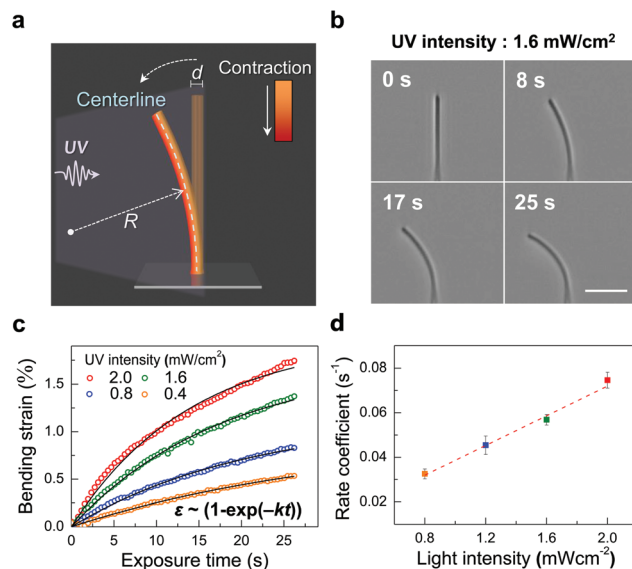 a
d
Contraction
Centerline
UV
R
b
UV intensity : 1.6 mW/cm²
0 s
8 s
17 s
25 s
c
UV intensity (mW/cm²)
2.0 1.6
0.8 0.4
1.5
1.0
0.5
0.0
Bending strain (%)
ε ~ (1-exp(–kt))
0 5 10 15 20 25
Exposure time (s)
d
0.08
0.06
0.04
0.02
Rate coefficient (s⁻¹)
0.8 1.2 1.6 2.0
Light intensity (mWcm⁻²)